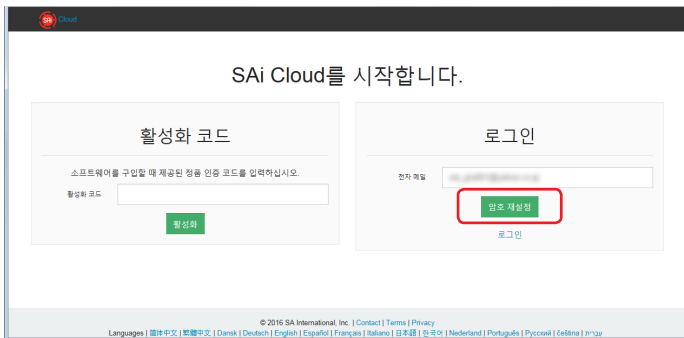 SAi Cloud
SAi Cloud를 시작합니다.
활성화 코드
소프트웨어를 구입할 때 제공된 정품 인증 코드를 입력하십시오.
활성화 코드
활성화
로그인
전자 메일
암호 재설정
로그인
© 2016 SA International, Inc. | Contact | Terms | Privacy
Languages | 简体中文 | 繁體中文 | Dansk | Deutsch | English | Español | Français | Italiano | 日本語 | 한국어 | Nederland | Português | Русский | čeština | עברית